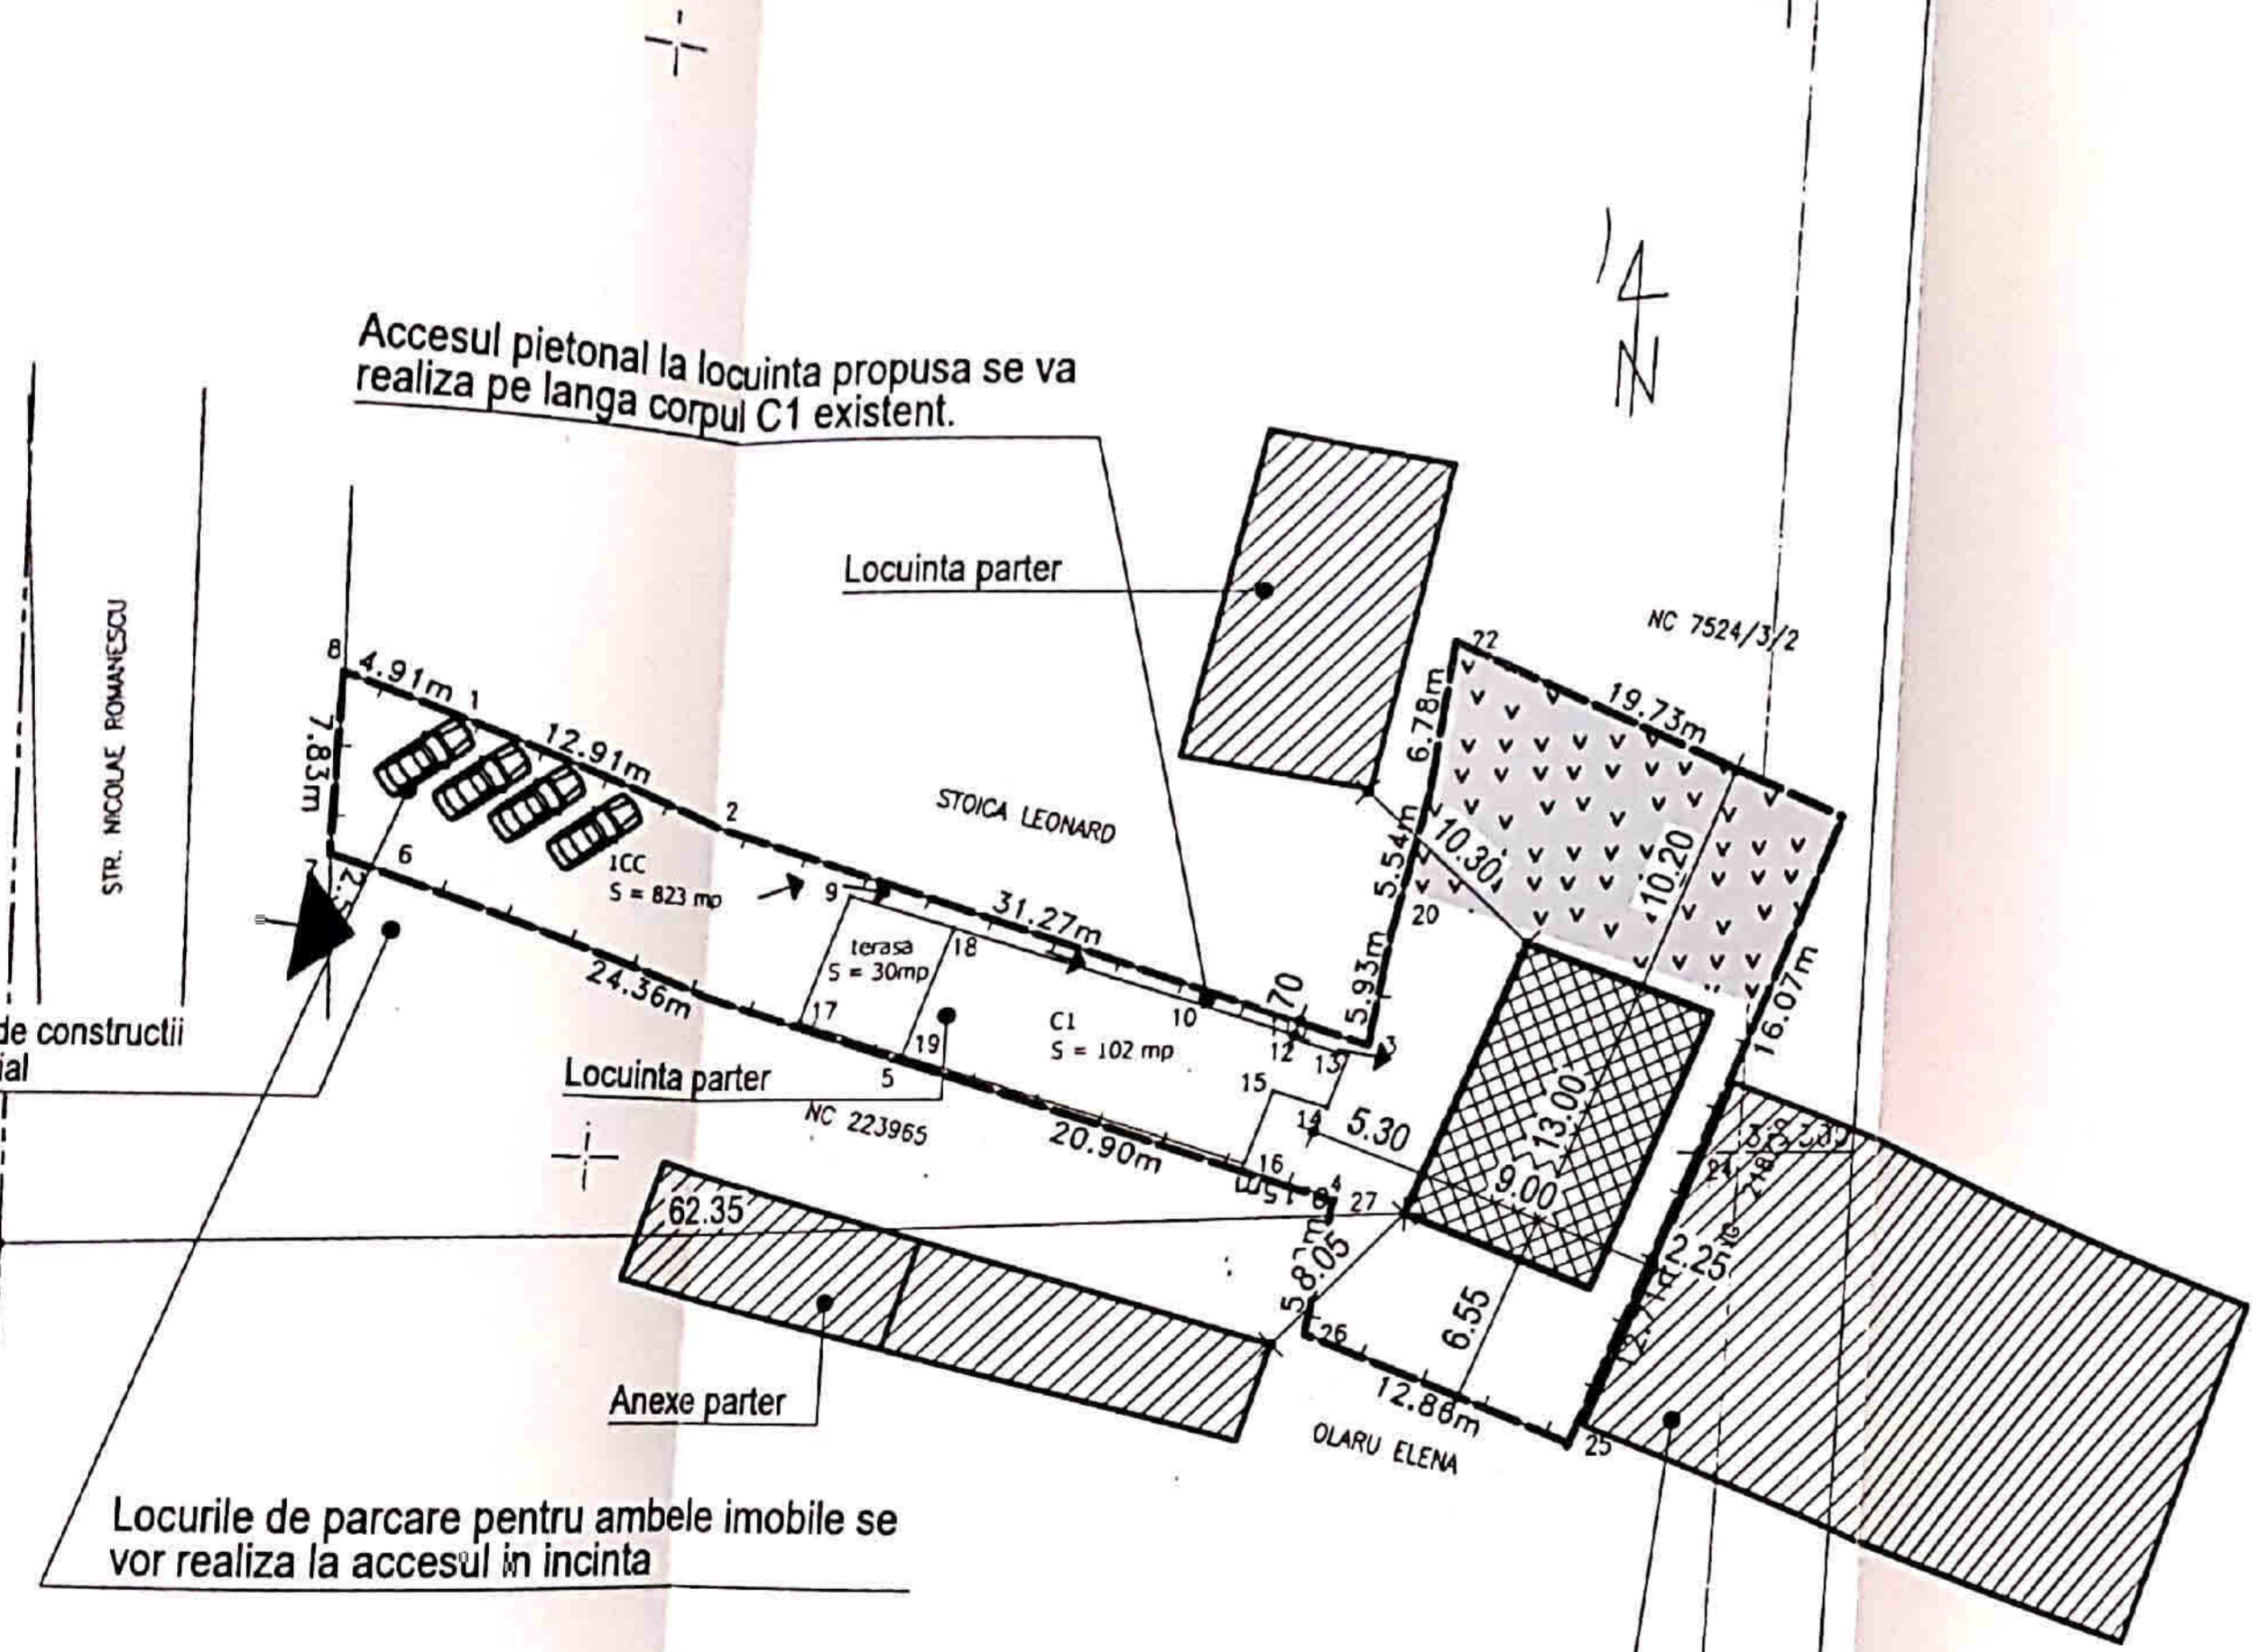 Accesul pietonal la locuinta propusa se va
realiza pe langa corpul C1 existent.
N
STR. NICOLAE ROMANESCU
Locuinta parter
NC 7524/3/2
22
19.73m
6.78m
8
4.91m
1
7.83m
12.91m
2
STOICA LEONARD
5.54m
10.30
10.20
7
6
1CC
S = 823 mp
9
31.27m
20
terasa
S = 30mp
18
24.36m
17
19
C1
S = 102 mp
10
70
12
13
3
5.93m
16.07m
de constructii
ial
Locuinta parter
5
NC 223965
20.90m
15
14
5.30
13.00
9.00
16
4
27
62.35
8.05
2.25
26
6.55
12.86m
25
Anexe parter
OLARU ELENA
Locurile de parcare pentru ambele imobile se
vor realiza la accesul in incinta